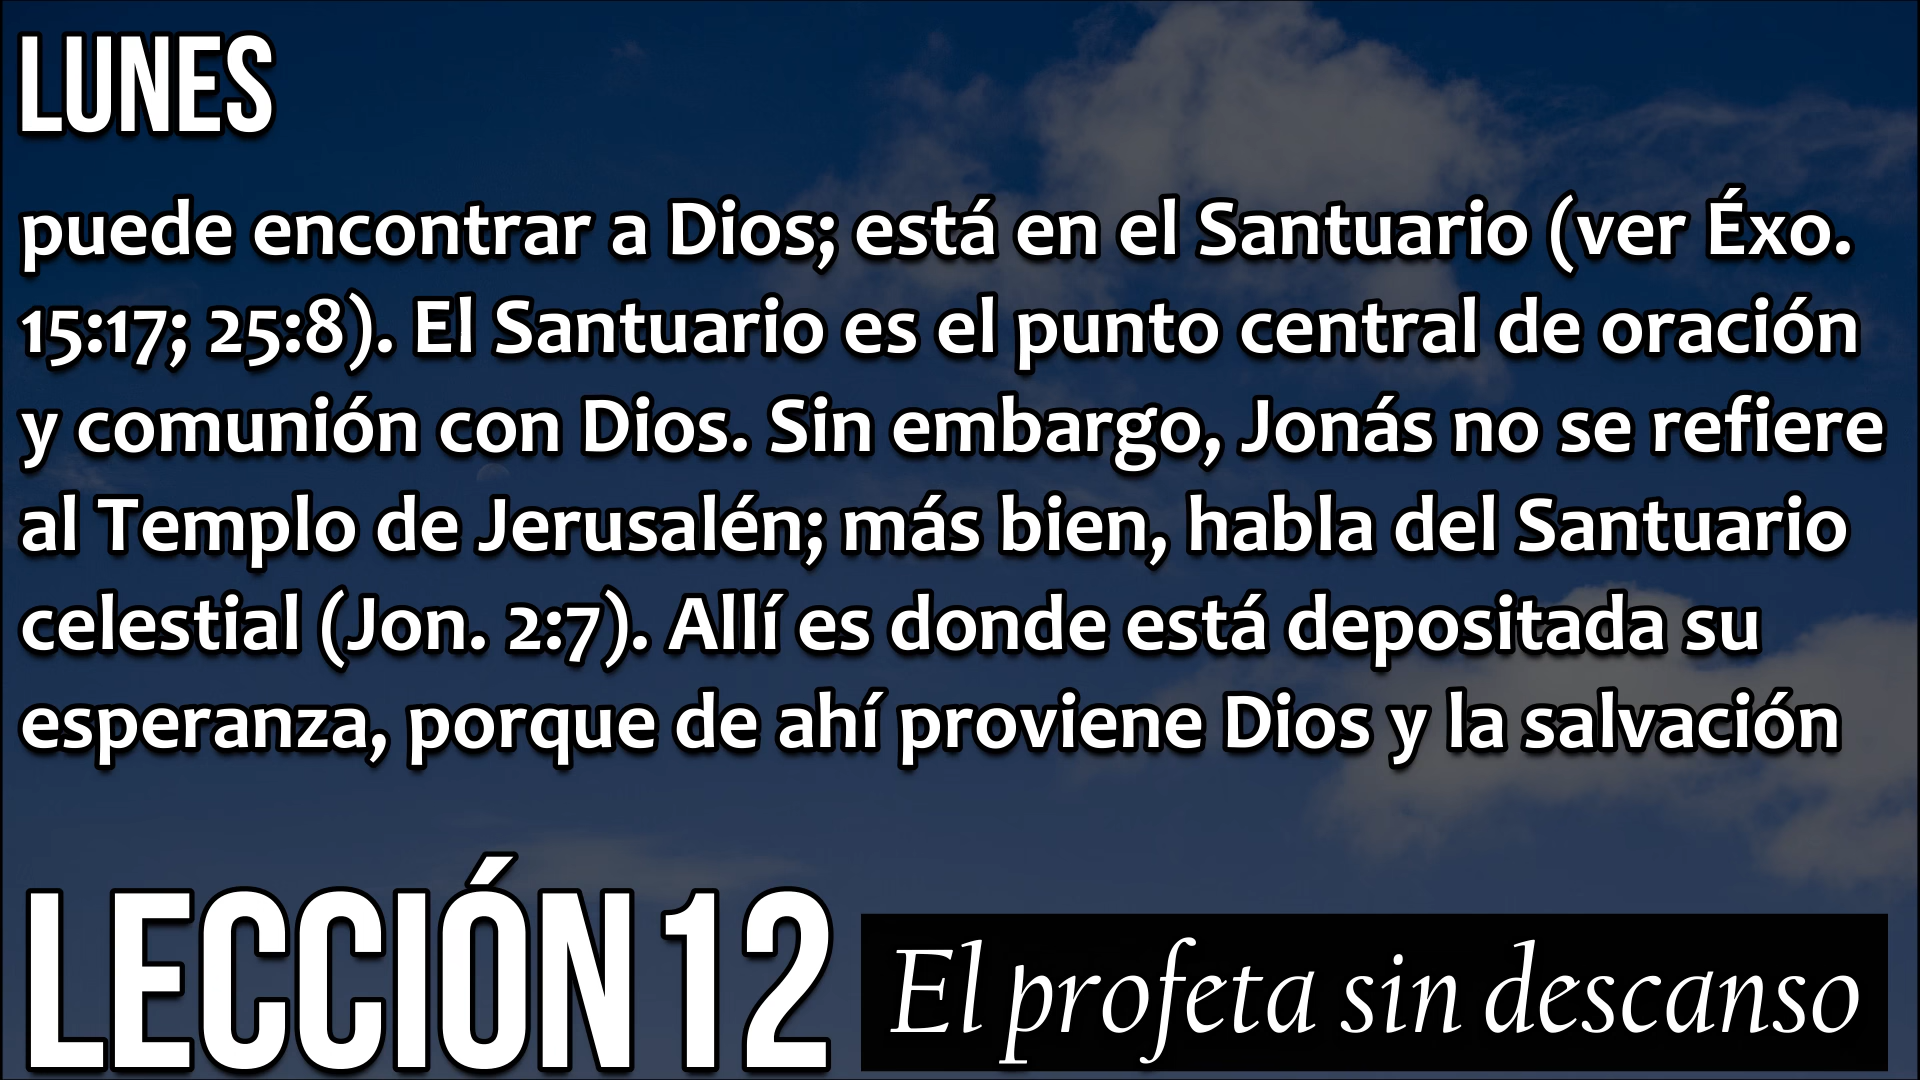 LUNES
puede encontrar a Dios; está en el Santuario (ver Éxo.
15:17; 25:8). El Santuario es el punto central de oración
y comunión con Dios. Sin embargo, Jonás no se refiere
al Templo de Jerusalén; más bien, habla del Santuario
celestial (Jon. 2:7). Allí es donde está depositada su
esperanza, porque de ahí proviene Dios y la salvación
LECCIÓN 12
El profeta sin descanso